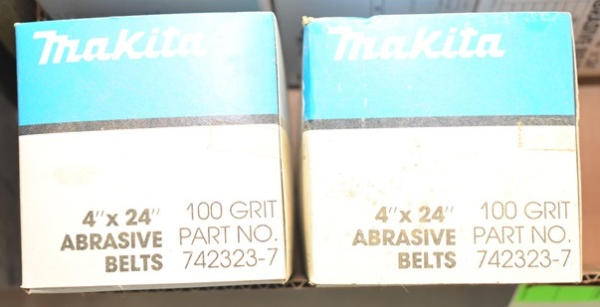 Makita
4" x 24" 100 GRIT
ABRASIVE PART NO.
BELTS 742323-7
Makita
4" x 24" 100 GRIT
ABRASIVE PART NO.
BELTS 742323-7